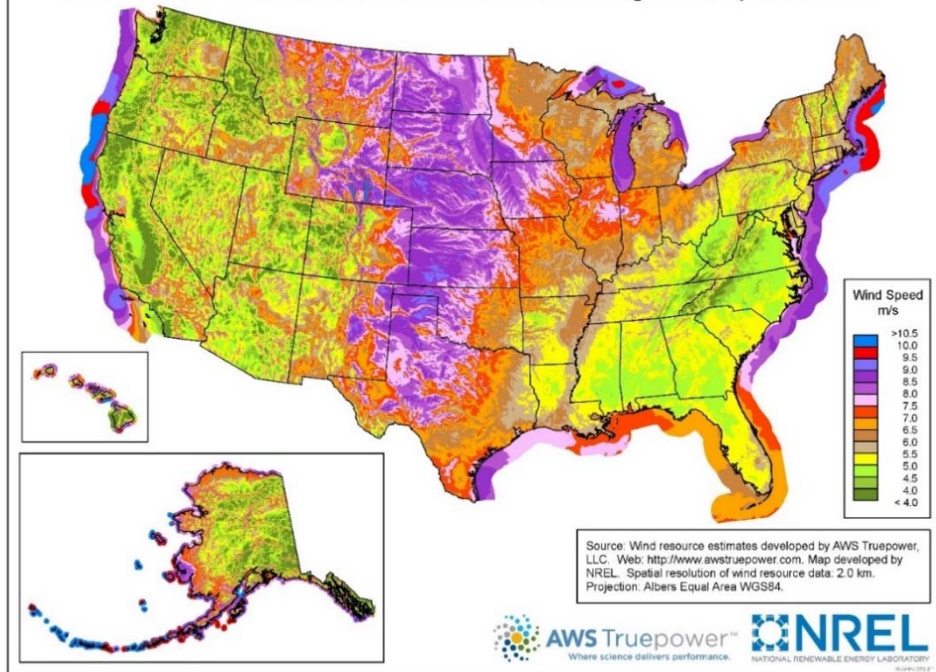 Wind Speed
m/s
>10.5
10.0
9.5
9.0
8.5
8.0
7.5
7.0
6.5
6.0
5.5
5.0
4.5
4.0
< 4.0
Source: Wind resource estimates developed by AWS Truepower,
LLC. Web: http://www.awstruepower.com. Map developed by
NREL. Spatial resolution of wind resource data: 2.0 km.
Projection: Albers Equal Area WGS84.
AWS Truepower™
Where science delivers performance.
NREL
NATIONAL RENEWABLE ENERGY LABORATORY